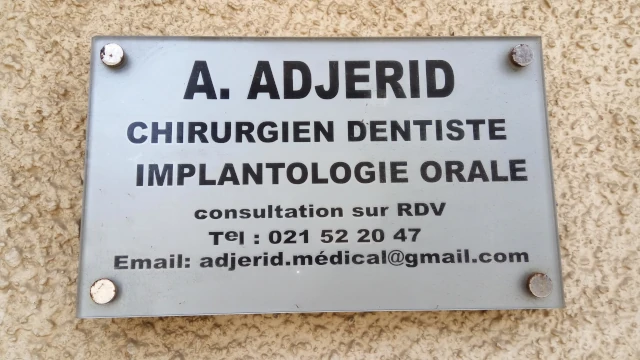 A. ADJERID
CHIRURGIEN DENTISTE
IMPLANTOLOGIE ORALE
consultation sur RDV
Tel : 021 52 20 47
Email: adjerid.médical@gmail.com